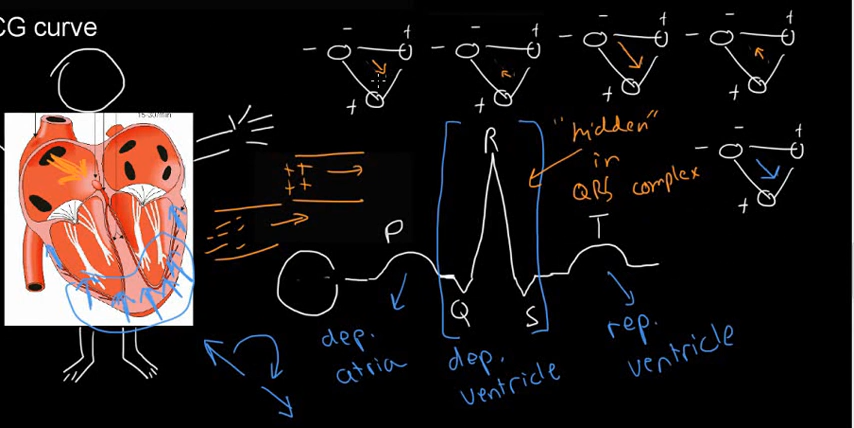 CG curve
- - +
+
- - +
+
- - +
+
- - +
+
- - +
+
++
++
"hidden"
in
QRS complex
R
P
T
Q
S
dep.
atria
dep.
ventricle
rep.
ventricle